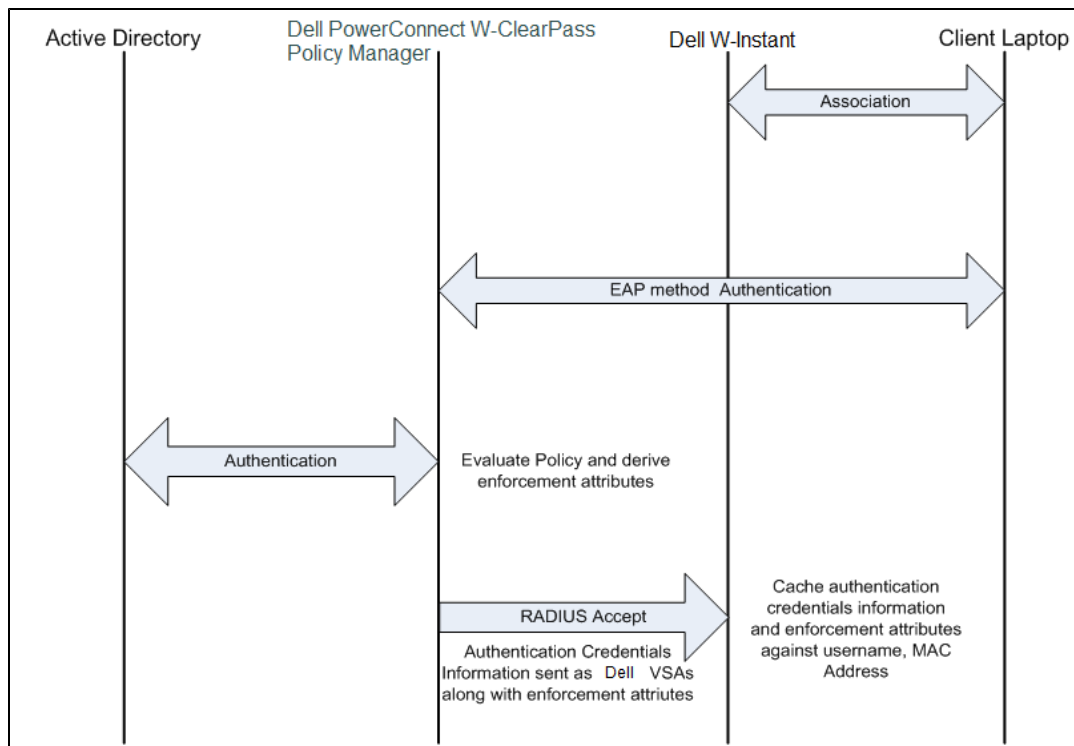 Active Directory
Dell PowerConnect W-ClearPass
Policy Manager
Dell W-Instant
Client Laptop
Association
EAP method Authentication
Authentication
Evaluate Policy and derive
enforcement attributes
RADIUS Accept
Authentication Credentials
Information sent as Dell VSAs
along with enforcement attriutes
Cache authentication
credentials information
and enforcement attributes
against username, MAC
Address